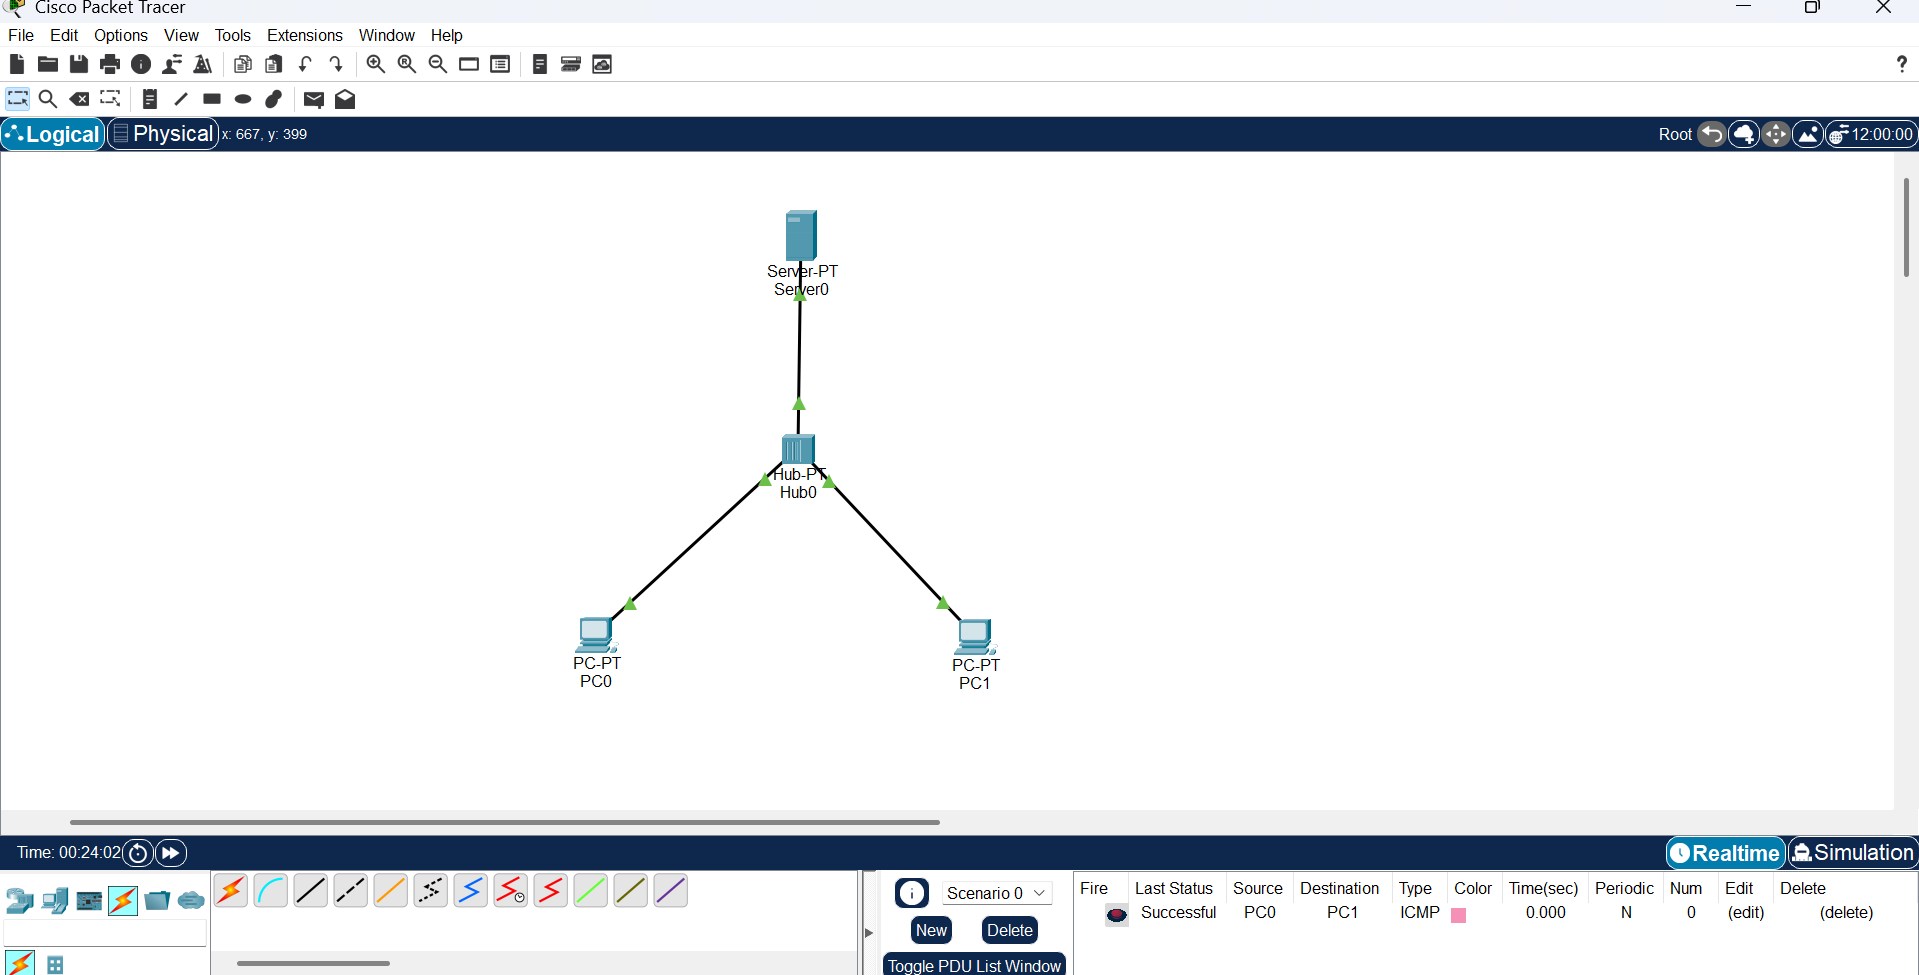 Cisco Packet Tracer
File Edit Options View Tools Extensions Window Help
?
Logical Physical x: 667, y: 399 Root 12:00:00
Server-PT
Server0
Hub-PT
Hub0
PC-PT
PC0
PC-PT
PC1
Time: 00:24:02 Realtime Simulation
Scenario 0
New Delete
Toggle PDU List Window
Fire Last Status Source Destination Type Color Time(sec) Periodic Num Edit Delete
Successful PC0 PC1 ICMP 0.000 N 0 (edit) (delete)